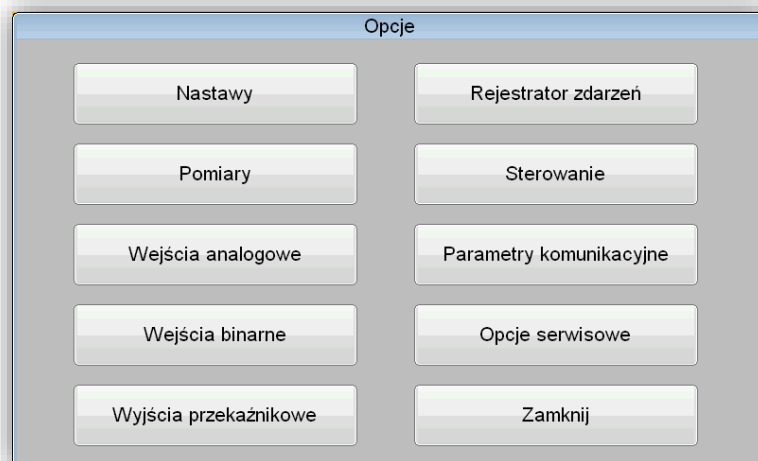 Opcje
Nastawy
Rejestrator zdarzeń
Pomiary
Sterowanie
Wejścia analogowe
Parametry komunikacyjne
Wejścia binarne
Opcje serwisowe
Wyjścia przekaźnikowe
Zamknij